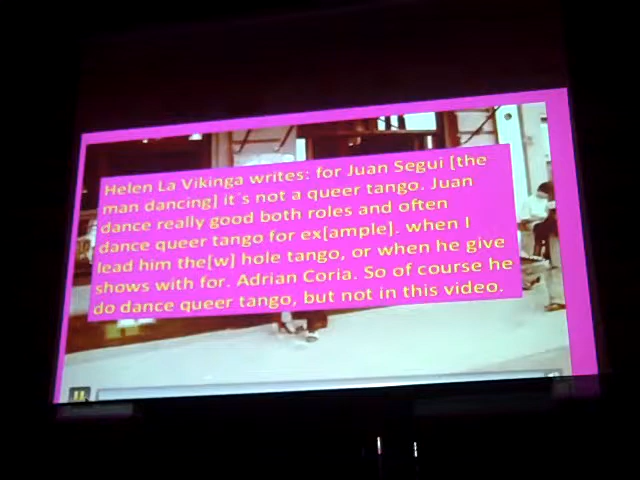 Helen La Vikinga writes: for Juan Segui [the
man dancing] it´s not a queer tango. Juan
dance really good both roles and often
dance queer tango for ex[ample]. when I
lead him the[w] hole tango, or when he give
shows with for. Adrian Coria. So of course he
do dance queer tango, but not in this video.